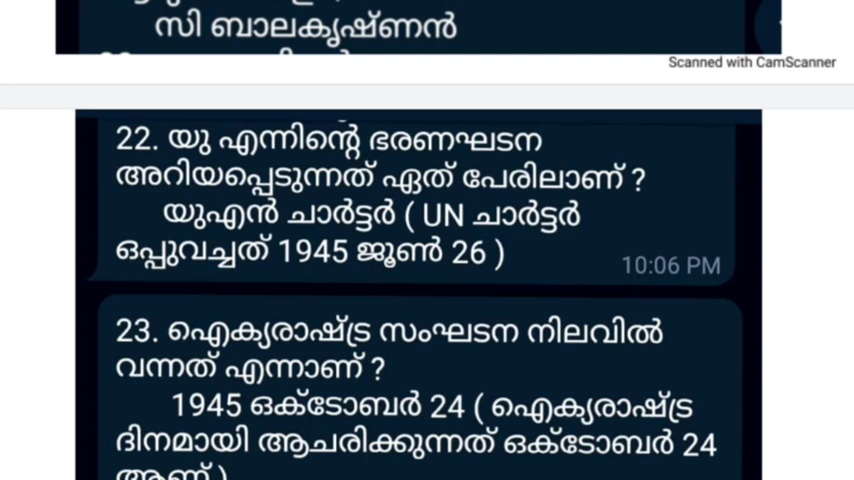 സി ബാലകൃഷ്ണൻ
Scanned with CamScanner
22. യു എന്നിന്റെ ഭരണഘടന
അറിയപ്പെടുന്നത് ഏത് പേരിലാണ് ?
യുഎൻ ചാർട്ടർ ( UN ചാർട്ടർ
ഒപ്പുവച്ചത് 1945 ജൂൺ 26 )
10:06 PM
23. ഐക്യരാഷ്ട്ര സംഘടന നിലവിൽ
വന്നത് എന്നാണ് ?
1945 ഒക്ടോബർ 24 ( ഐക്യരാഷ്ട്ര
ദിനമായി ആചരിക്കുന്നത് ഒക്ടോബർ 24
ആണ് )